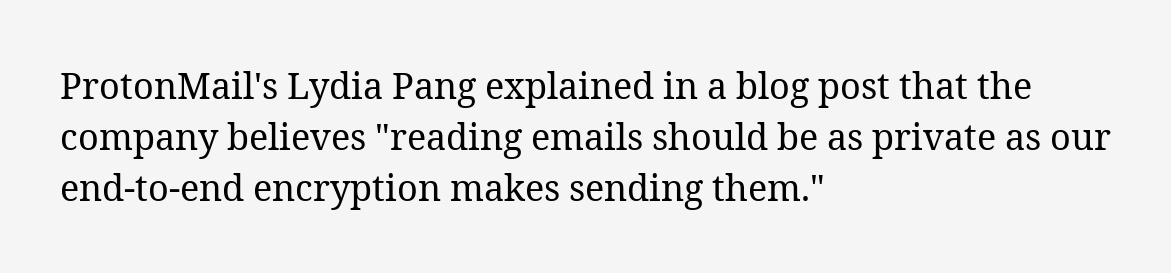 ProtonMail's Lydia Pang explained in a blog post that the
company believes "reading emails should be as private as our
end-to-end encryption makes sending them."